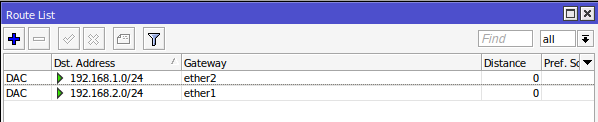 Route List
Find all
Dst. Address Gateway Distance Pref. So
DAC 192.168.1.0/24 ether2 0
DAC 192.168.2.0/24 ether1 0